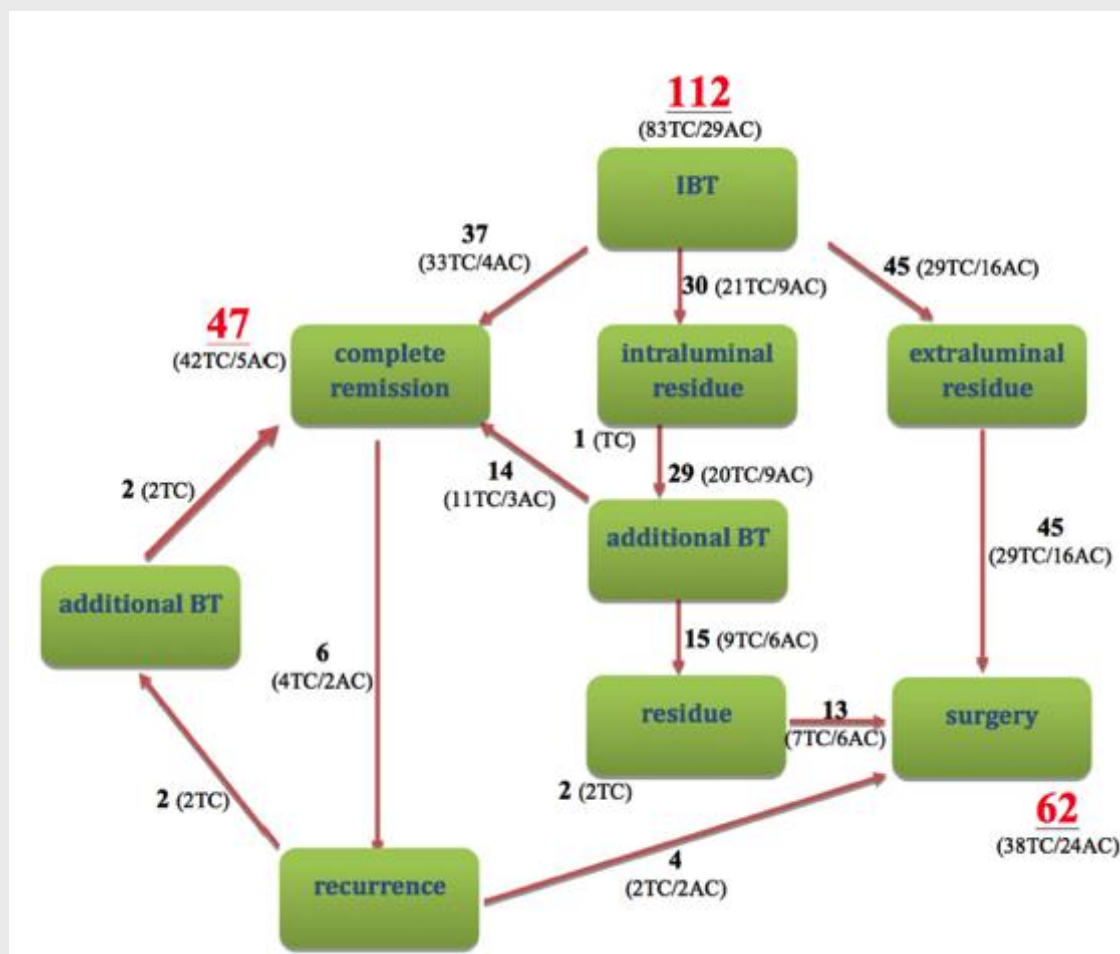 112
(83TC/29AC)
IBT
37
(33TC/4AC)
30 (21TC/9AC)
45 (29TC/16AC)
47
(42TC/5AC)
complete
remission
intraluminal
residue
extraluminal
residue
1 (TC)
29 (20TC/9AC)
14
(11TC/3AC)
2 (2TC)
additional BT
45
(29TC/16AC)
additional BT
15 (9TC/6AC)
6
(4TC/2AC)
residue
13
(7TC/6AC)
surgery
2 (2TC)
2 (2TC)
62
(38TC/24AC)
4
(2TC/2AC)
recurrence